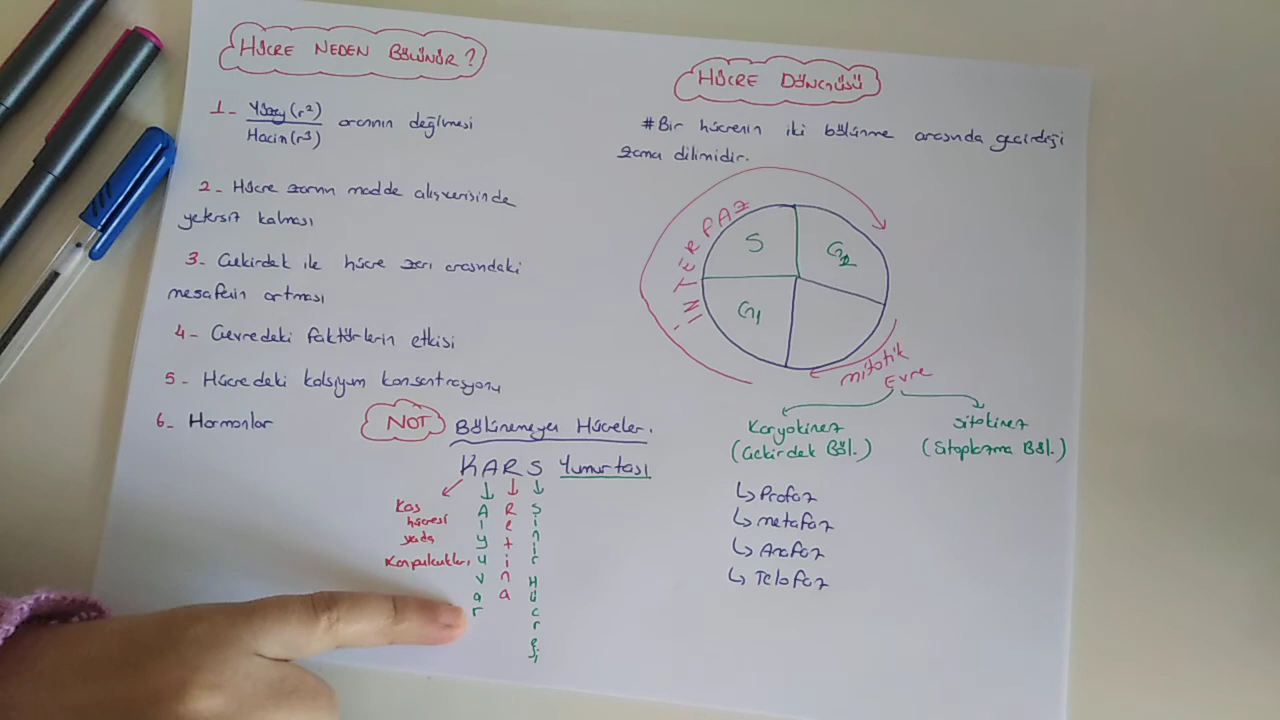 HÜCRE NEDEN BÖLÜNÜR?
1- Yüzey (r²)
Hacim (r³)
oranının değişmesi
2- Hücre zarının madde alışverişinde
yetersiz kalması
3- Çekirdek ile hücre zarı arasındaki
mesafenin artması
4- Çevredeki faktörlerin etkisi
5- Hücredeki kalsiyum konsantrasyonu
6- Hormonlar
NOT
Bölünemeyen Hücreler.
KARS Yumurtası
Kas
hücresi
yada
Kanpulcukları
Alyuvar
Retina
Sinir Hücresi
HÜCRE DÖNGÜSÜ
#Bir hücrenin iki bölünme arasında geçirdiği
zama dilimidir.
İNTERFAZ
S
G2
G1
mitotik
Evre
Karyokinez
(Çekirdek Böl.)
Sitokinez
(Sitoplazma Böl.)
↳ Profaz
↳ metafaz
↳ Anafaz
↳ Telofaz